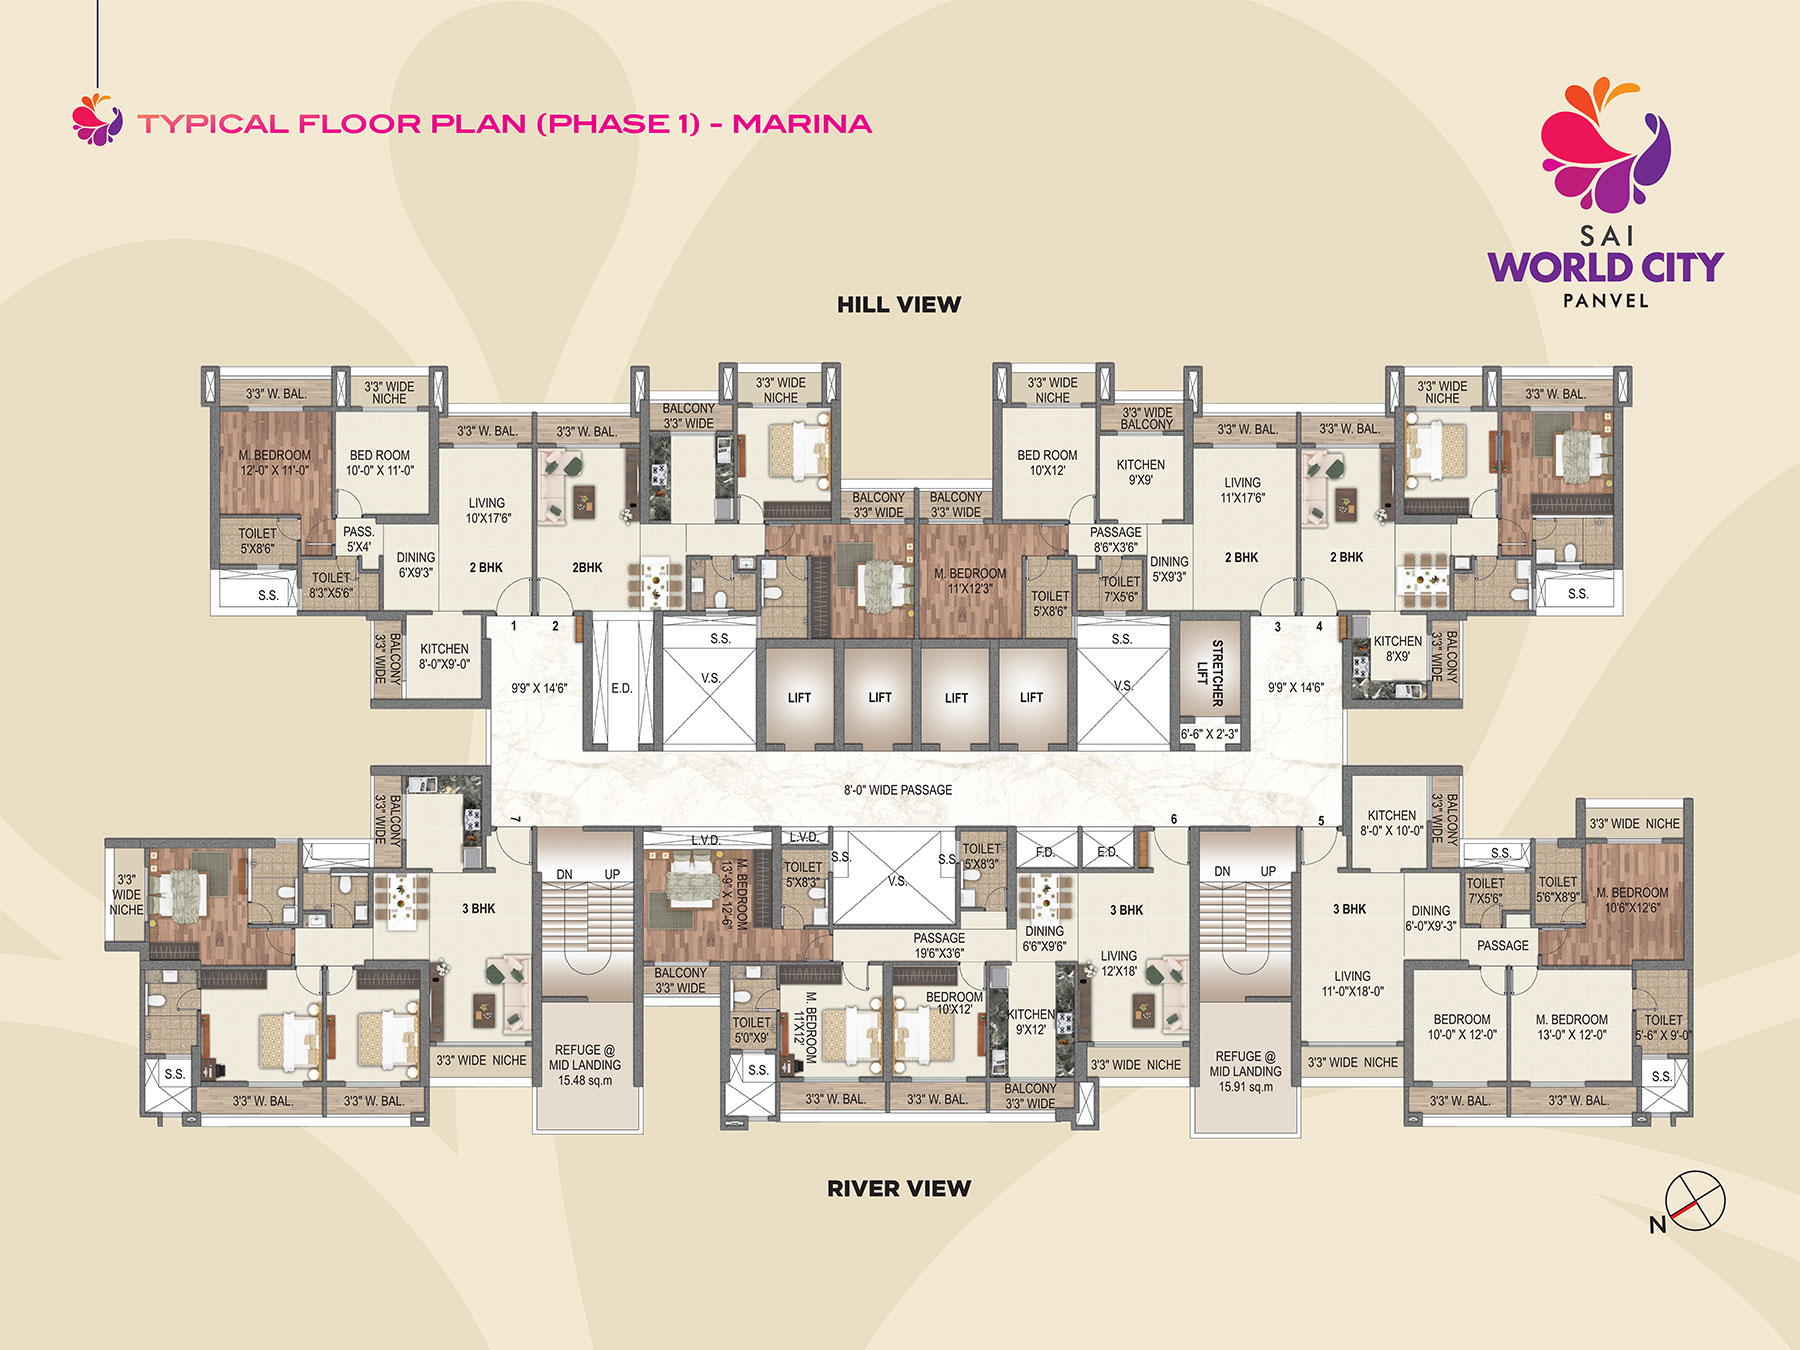 TYPICAL FLOOR PLAN (PHASE 1) - MARINA
SAI
WORLD CITY
PANVEL
HILL VIEW
3'3" W. BAL.
3'3" WIDE
NICHE
M. BEDROOM
12'-0" X 11'-0"
BED ROOM
10'-0" X 11'-0"
3'3" W. BAL.
LIVING
10'X17'6"
2 BHK
TOILET
5'X8'6"
PASS.
5'X4'
DINING
6'X9'3"
TOILET
8'3"X5'6"
S.S.
KITCHEN
8'-0"X9'-0"
BALCONY
3'3" WIDE
1
3'3" W. BAL.
BALCONY
3'3" WIDE
3'3" WIDE
NICHE
2BHK
BALCONY
3'3" WIDE
2
S.S.
BALCONY
3'3" WIDE
3'3" WIDE
NICHE
BED ROOM
10'X12'
3'3" WIDE
BALCONY
KITCHEN
9'X9'
3'3" W. BAL.
LIVING
11'X17'6"
2 BHK
PASSAGE
8'6"X3'6"
DINING
5'X9'3"
M. BEDROOM
11'X12'3"
TOILET
5'X8'6"
TOILET
7'X5'6"
S.S.
3
3'3" W. BAL.
3'3" WIDE
NICHE
3'3" W. BAL.
2 BHK
S.S.
4
KITCHEN
8'X9'
BALCONY
3'3" WIDE
9'9" X 14'6"
E.D.
V.S.
LIFT
LIFT
LIFT
LIFT
V.S.
STRETCHER
LIFT
6'-6" X 2'-3"
9'9" X 14'6"
8'-0" WIDE PASSAGE
7
BALCONY
3'3" WIDE
3'3"
WIDE
NICHE
3 BHK
S.S.
3'3" W. BAL.
3'3" W. BAL.
3'3" WIDE NICHE
DN
UP
REFUGE @
MID LANDING
15.48 sq.m
L.V.D.
M. BEDROOM
13'-9" X 12'-6"
L.V.D.
TOILET
5'X8'3"
S.S.
V.S.
S.S.
TOILET
5'X8'3"
F.D.
E.D.
6
3 BHK
DINING
6'6"X9'6"
PASSAGE
19'6"X3'6"
LIVING
12'X18'
BALCONY
3'3" WIDE
TOILET
5'0"X9'
M. BEDROOM
11'X12'
BEDROOM
10'X12'
KITCHEN
9'X12'
S.S.
3'3" W. BAL.
3'3" W. BAL.
BALCONY
3'3" WIDE
3'3" WIDE NICHE
DN
UP
REFUGE @
MID LANDING
15.91 sq.m
5
KITCHEN
8'-0" X 10'-0"
BALCONY
3'3" WIDE
3'3" WIDE NICHE
S.S.
TOILET
7'X5'6"
TOILET
5'6"X8'9"
M. BEDROOM
10'6"X12'6"
3 BHK
DINING
6'-0"X9'-3"
PASSAGE
LIVING
11'-0"X18'-0"
BEDROOM
10'-0" X 12'-0"
M. BEDROOM
13'-0" X 12'-0"
TOILET
5'-6" X 9'-0"
S.S.
3'3" WIDE NICHE
3'3" W. BAL.
3'3" W. BAL.
RIVER VIEW
N